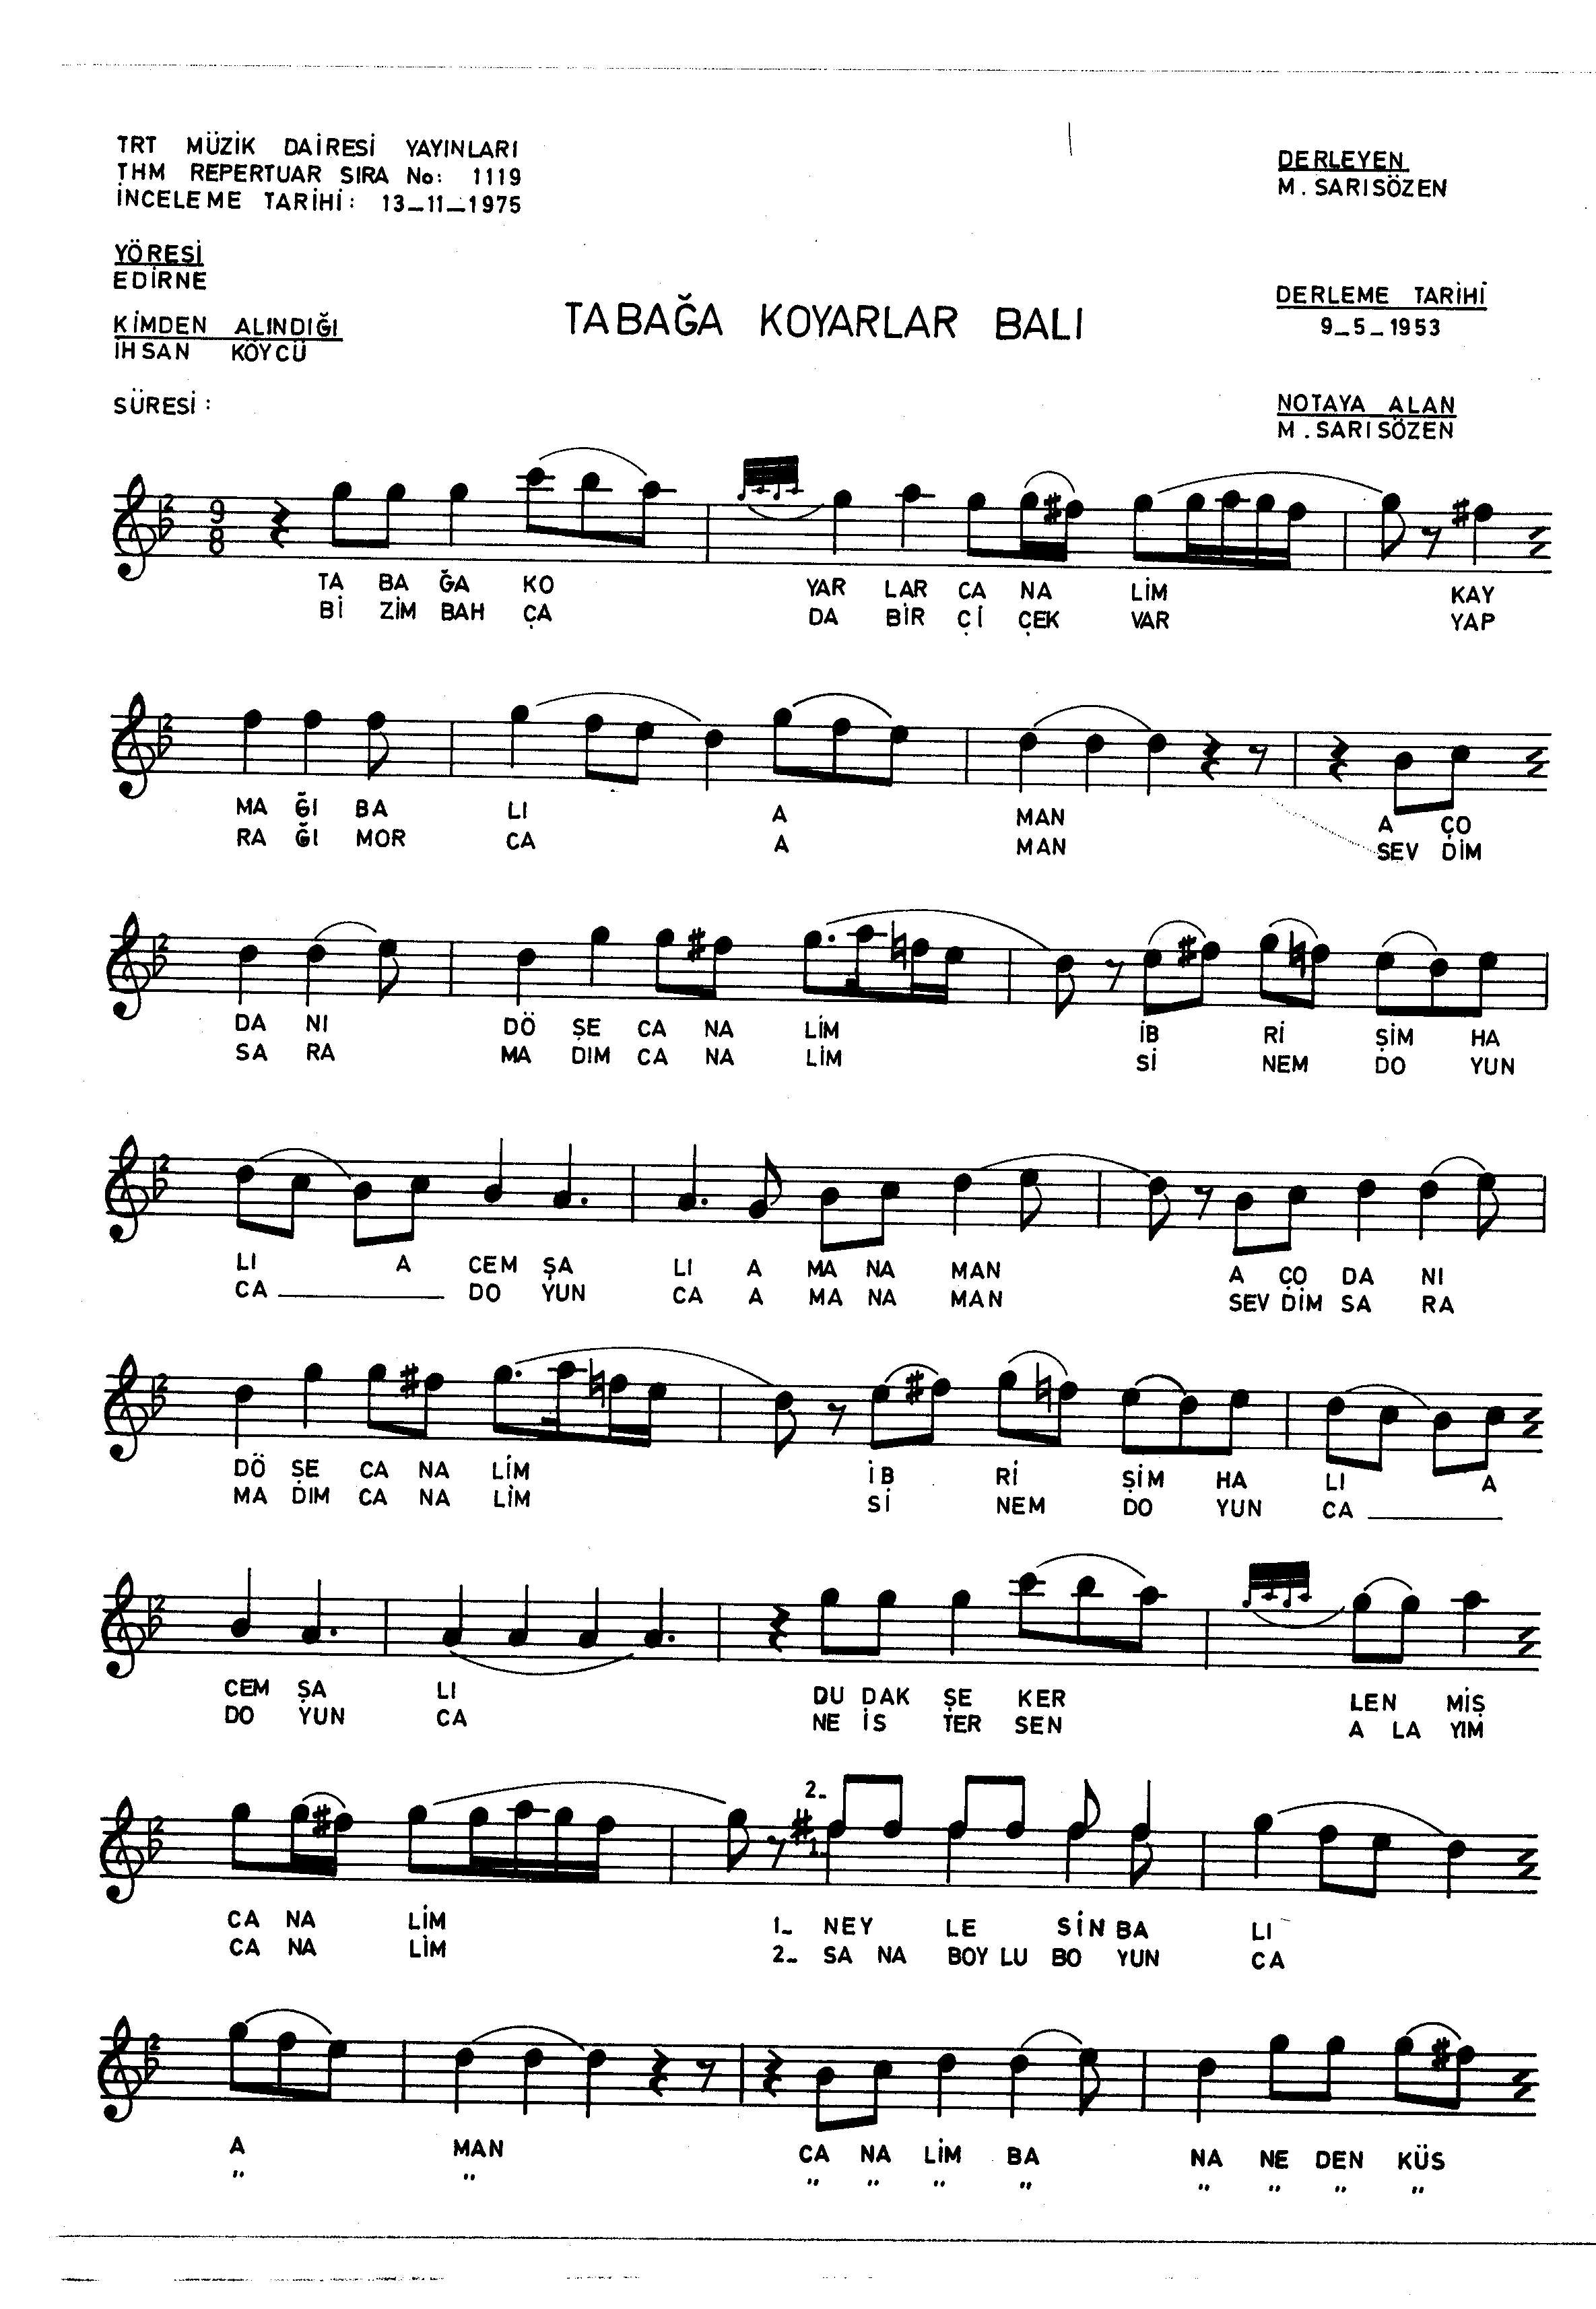 TRT MÜZİK DAİRESİ YAYINLARI
THM REPERTUAR SIRA No: 1119
İNCELEME TARİHİ: 13_11_1975
DERLEYEN
M. SARISÖZEN
YÖRESİ
EDİRNE
KİMDEN ALINDIĞI
İHSAN KÖYCÜ
SÜRESİ:
TABAĞA KOYARLAR BALI
DERLEME TARİHİ
9_5_1953
NOTAYA ALAN
M. SARISÖZEN
9
8
TA BA ĞA KO YAR LAR CA NA LİM KAY
Bİ ZİM BAH ÇA DA BİR Çİ ÇEK VAR YAP
MA ĞI BA LI A MAN A ÇO
RA ĞI MOR CA A MAN SEV DİM
DA NI DÖ ŞE CA NA LİM İB Rİ ŞİM HA
SA RA MA DIM CA NA LİM Sİ NEM DO YUN
LI A CEM ŞA LI A MA NA MAN A ÇO DA NI
CA DO YUN CA A MA NA MAN SEV DİM SA RA
DÖ ŞE CA NA LİM İB Rİ ŞİM HA LI A
MA DIM CA NA LİM Sİ NEM DO YUN CA
CEM ŞA LI DU DAK ŞE KER LEN MİŞ
DO YUN CA NE İS TER SEN A LA YIM
2_
1.
CA NA LİM 1_ NEY LE SİN BA LI
CA NA LİM 2_ SA NA BOY LU BO YUN CA
A MAN CA NA LİM BA NA NE DEN KÜS
" " " " " " " " " "